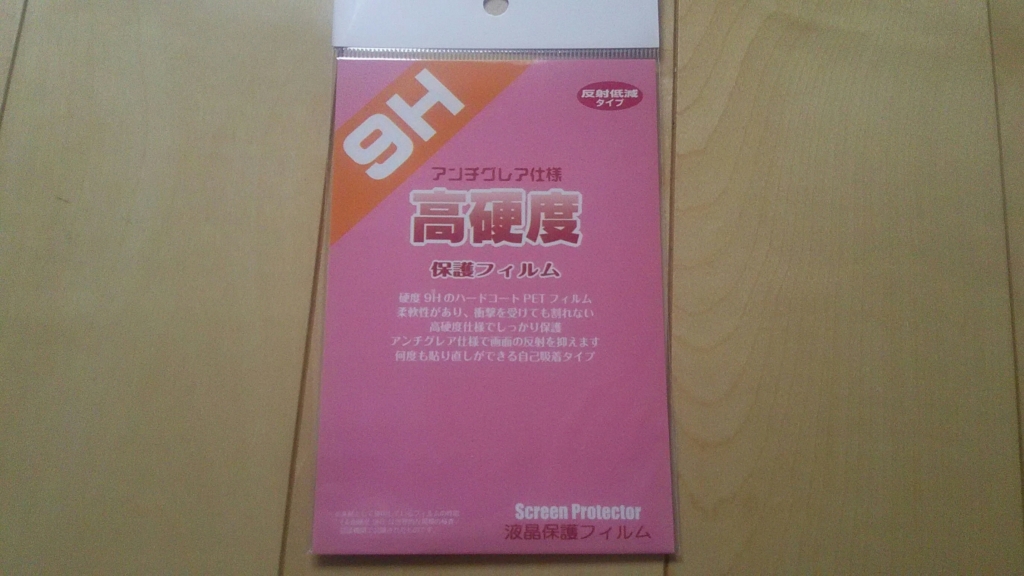 9H
反射低減
タイプ
アンチグレア仕様
高硬度
保護フィルム
硬度 9HのハードコートPETフィルム
柔軟性があり、衝撃を受けても割れない
高硬度仕様でしっかり保護
アンチグレア仕様で画面の反射を抑えます
何度も貼り直しができる自己吸着タイプ
Screen Protector
液晶保護フィルム